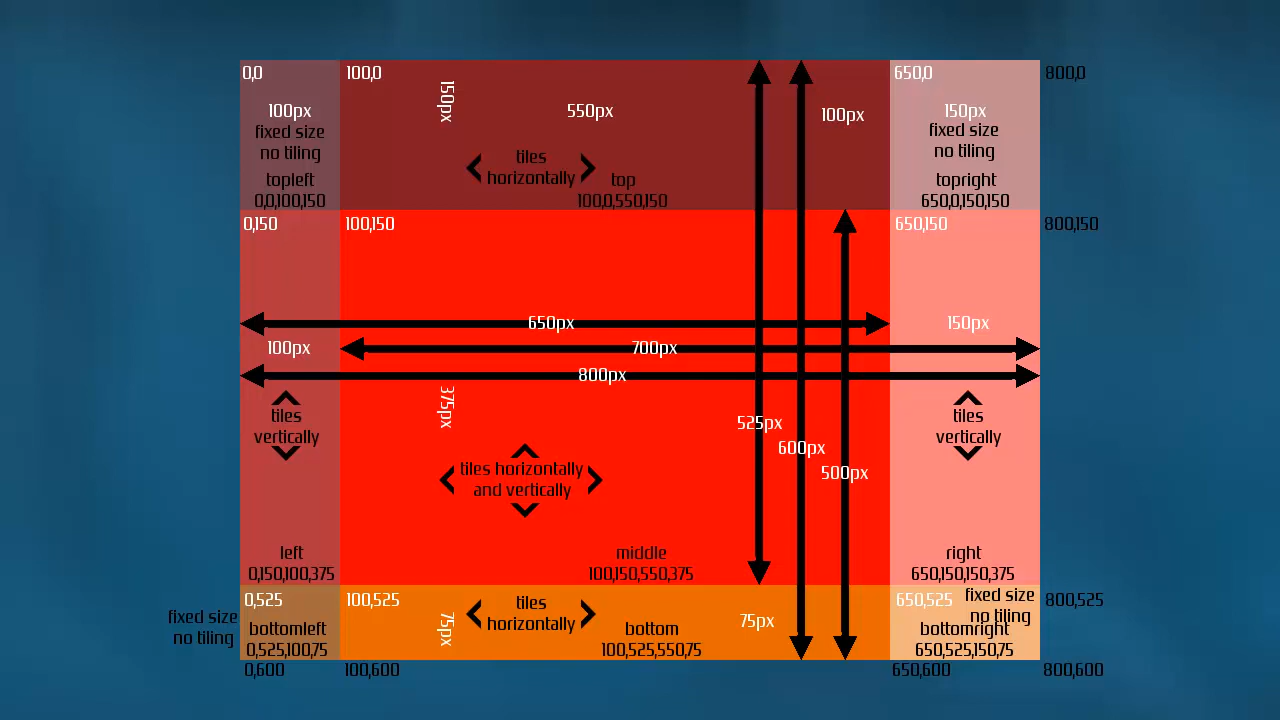 0,0
100,0
650,0
800,0
100px
150px
550px
100px
150px
fixed size
no tiling
fixed size
no tiling
tiles
horizontally
topleft
0,0,100,150
top
100,0,550,150
topright
650,0,150,150
0,150
100,150
650,150
800,150
650px
150px
100px
700px
800px
375px
tiles
vertically
525px
tiles
vertically
600px
tiles horizontally
and vertically
500px
left
0,150,100,375
middle
100,150,550,375
right
650,150,150,375
0,525
100,525
650,525
fixed size
no tiling
800,525
tiles
horizontally
fixed size
no tiling
75px
75px
bottomleft
0,525,100,75
bottom
100,525,550,75
bottomright
650,525,150,75
0,600
100,600
650,600
800,600